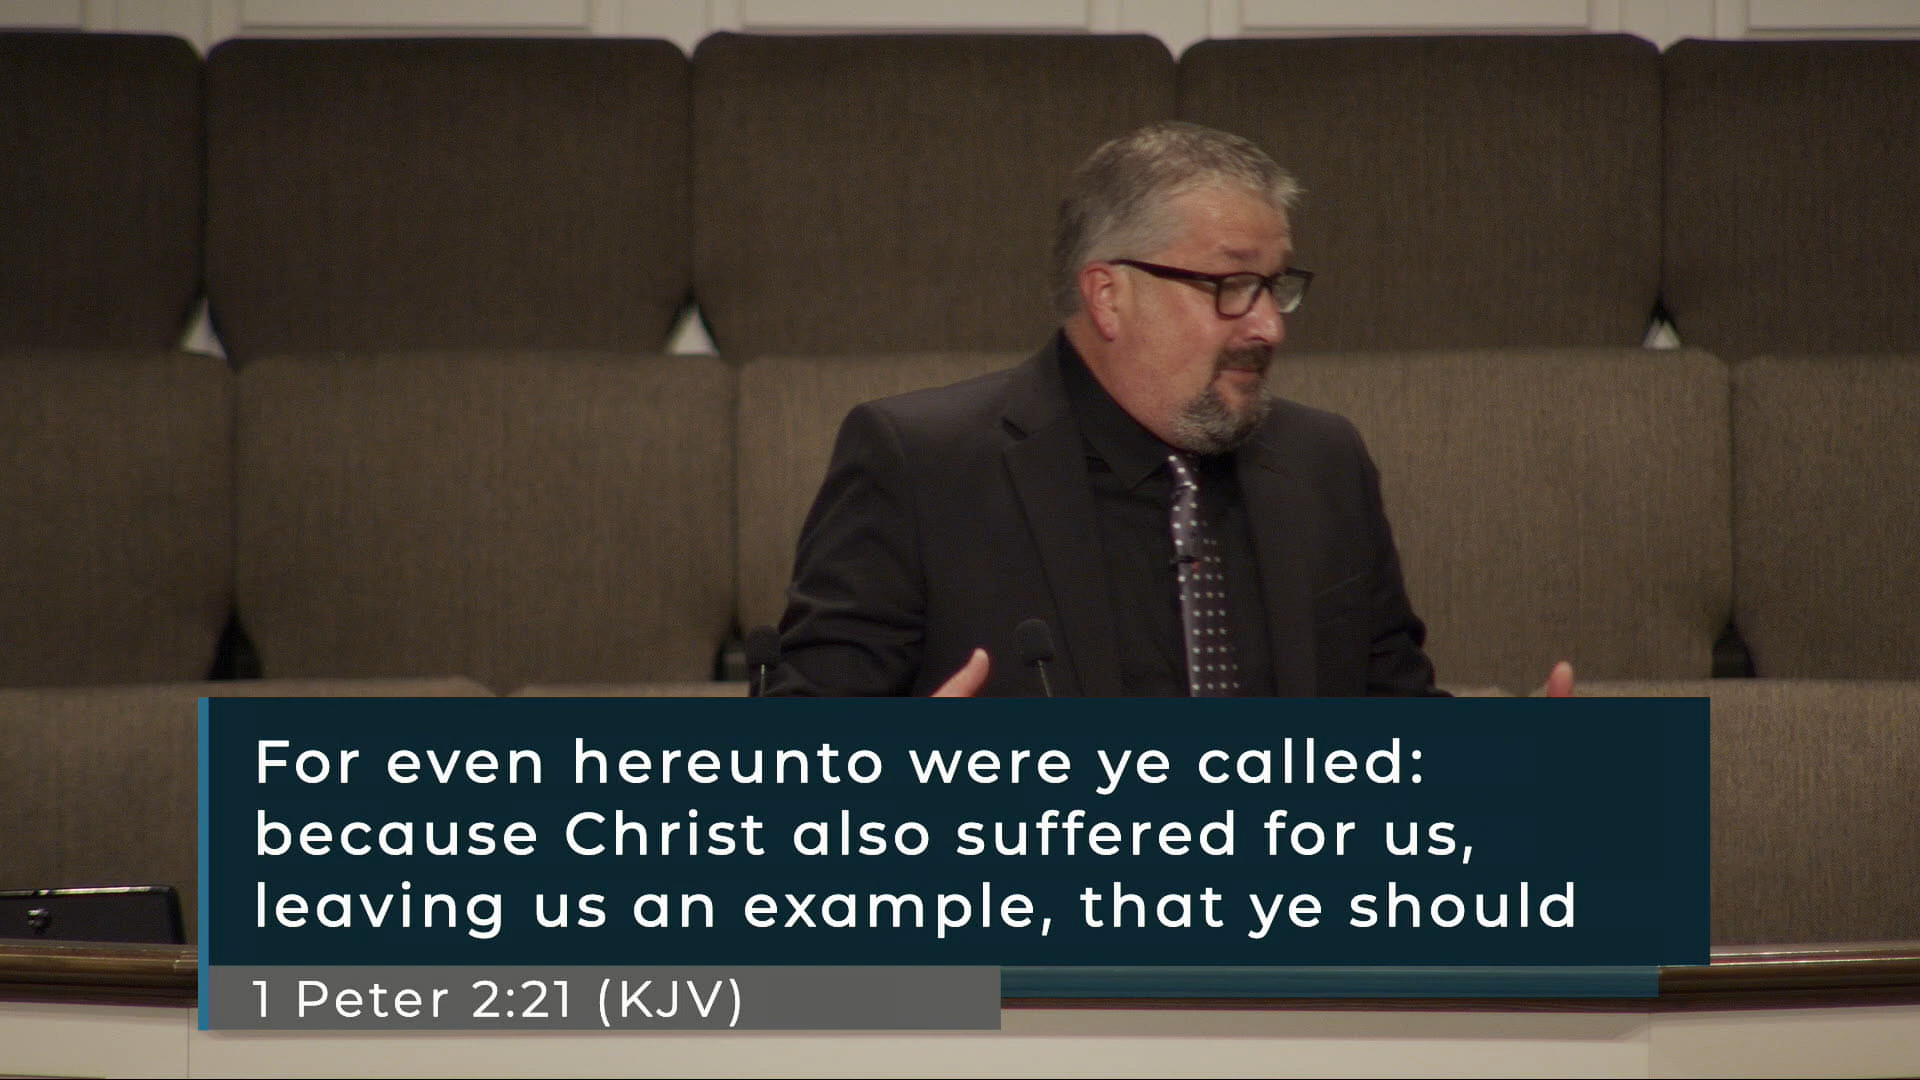 For even hereunto were ye called:
because Christ also suffered for us,
leaving us an example, that ye should
1 Peter 2:21 (KJV)